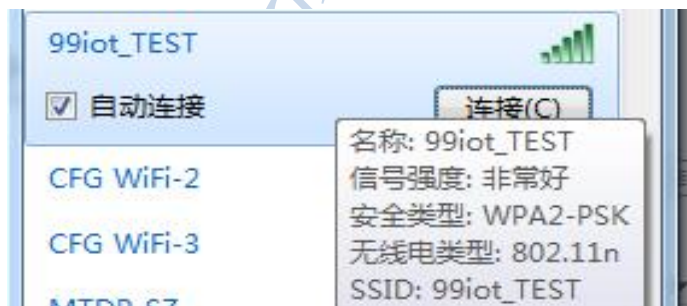 99iot_TEST
自动连接
连接(C)
名称: 99iot_TEST
信号强度: 非常好
安全类型: WPA2-PSK
无线电类型: 802.11n
SSID: 99iot_TEST
CFG WiFi-2
CFG WiFi-3